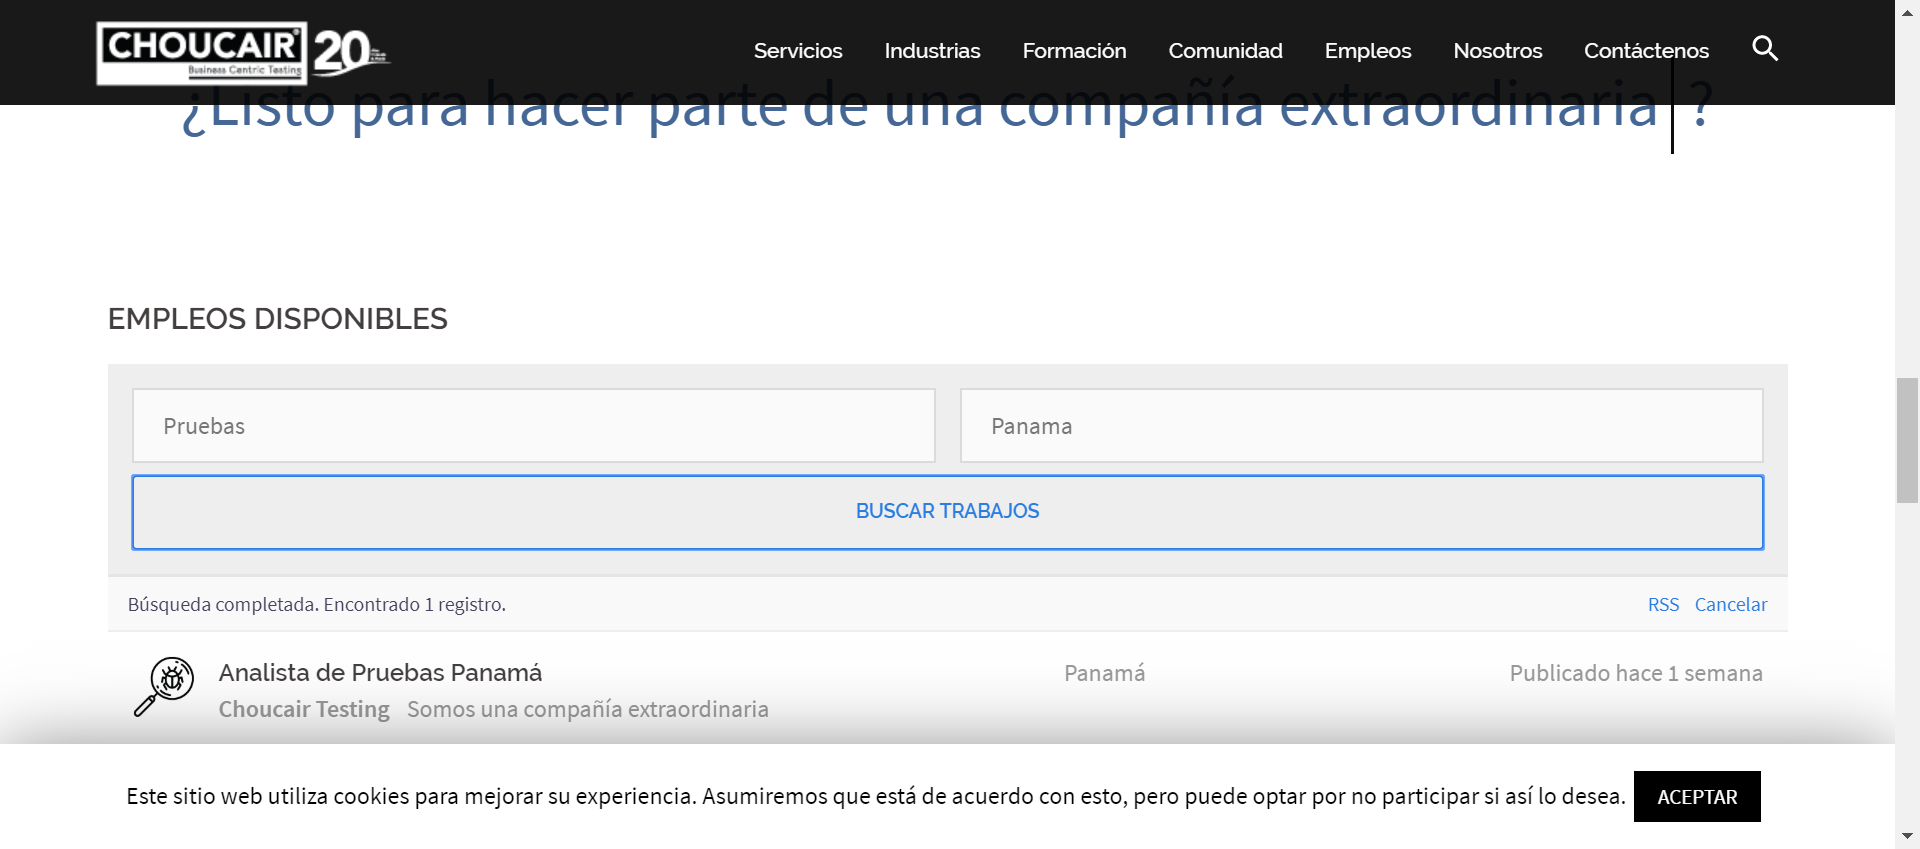 CHOUCAIR
Business Centric Testing
20
Servicios Industrias Formación Comunidad Empleos Nosotros Contáctenos
¿Listo para hacer parte de una compañía extraordinaria ?
EMPLEOS DISPONIBLES
Pruebas
Panama
BUSCAR TRABAJOS
Búsqueda completada. Encontrado 1 registro.
RSS Cancelar
Analista de Pruebas Panamá
Panamá
Publicado hace 1 semana
Choucair Testing Somos una compañía extraordinaria
Este sitio web utiliza cookies para mejorar su experiencia. Asumiremos que está de acuerdo con esto, pero puede optar por no participar si así lo desea.
ACEPTAR